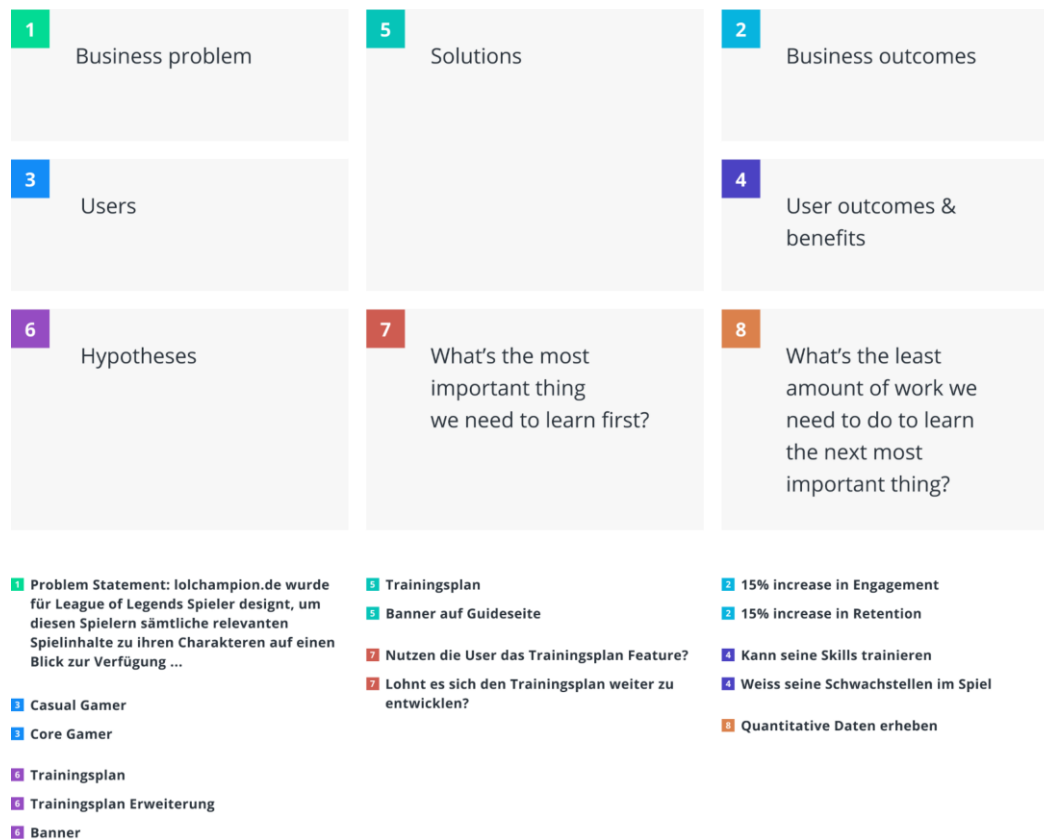 1
Business problem
5
Solutions
2
Business outcomes
3
Users
4
User outcomes &
benefits
6
Hypotheses
7
What's the most
important thing
we need to learn first?
8
What's the least
amount of work we
need to do to learn
the next most
important thing?
1 Problem Statement: lolchampion.de wurde
für League of Legends Spieler designt, um
diesen Spielern sämtliche relevanten
Spielinhalte zu ihren Charakteren auf einen
Blick zur Verfügung ...
3 Casual Gamer
3 Core Gamer
6 Trainingsplan
6 Trainingsplan Erweiterung
6 Banner
5 Trainingsplan
5 Banner auf Guideseite
7 Nutzen die User das Trainingsplan Feature?
7 Lohnt es sich den Trainingsplan weiter zu
entwicklen?
2 15% increase in Engagement
2 15% increase in Retention
4 Kann seine Skills trainieren
4 Weiss seine Schwachstellen im Spiel
8 Quantitative Daten erheben